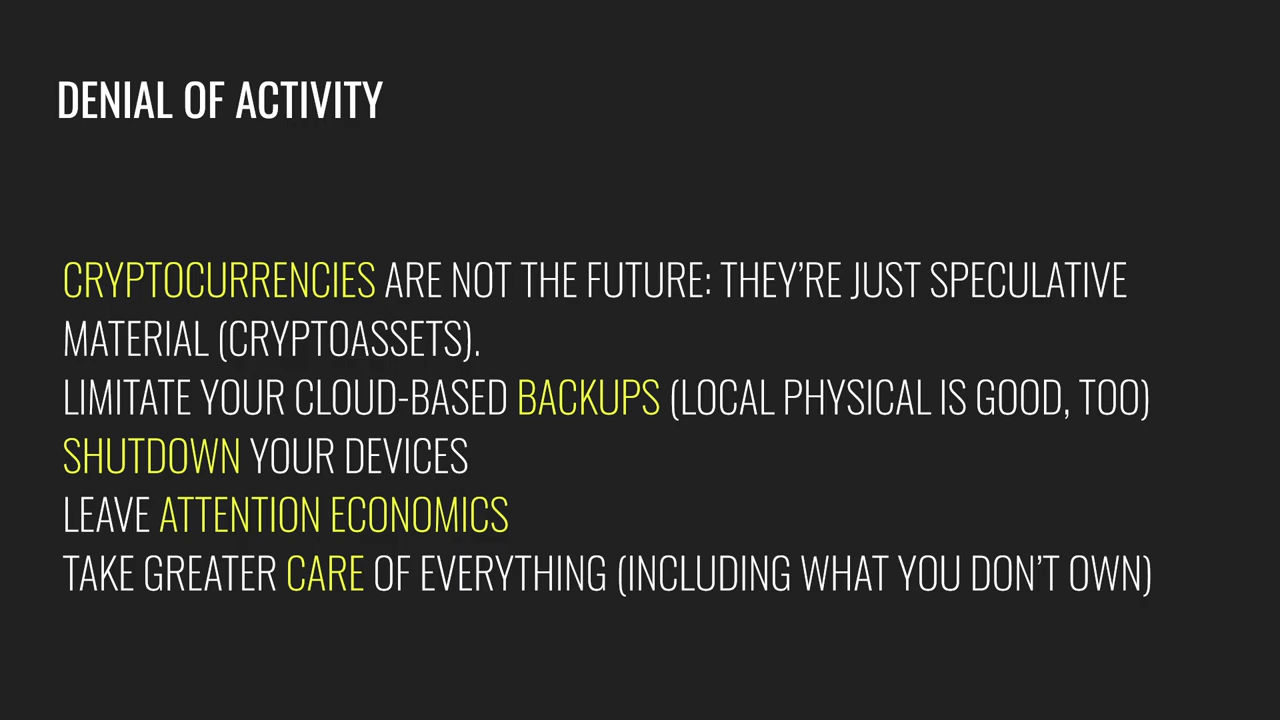 DENIAL OF ACTIVITY
CRYPTOCURRENCIES ARE NOT THE FUTURE: THEY’RE JUST SPECULATIVE
MATERIAL (CRYPTOASSETS).
LIMITATE YOUR CLOUD-BASED BACKUPS (LOCAL PHYSICAL IS GOOD, TOO)
SHUTDOWN YOUR DEVICES
LEAVE ATTENTION ECONOMICS
TAKE GREATER CARE OF EVERYTHING (INCLUDING WHAT YOU DON’T OWN)